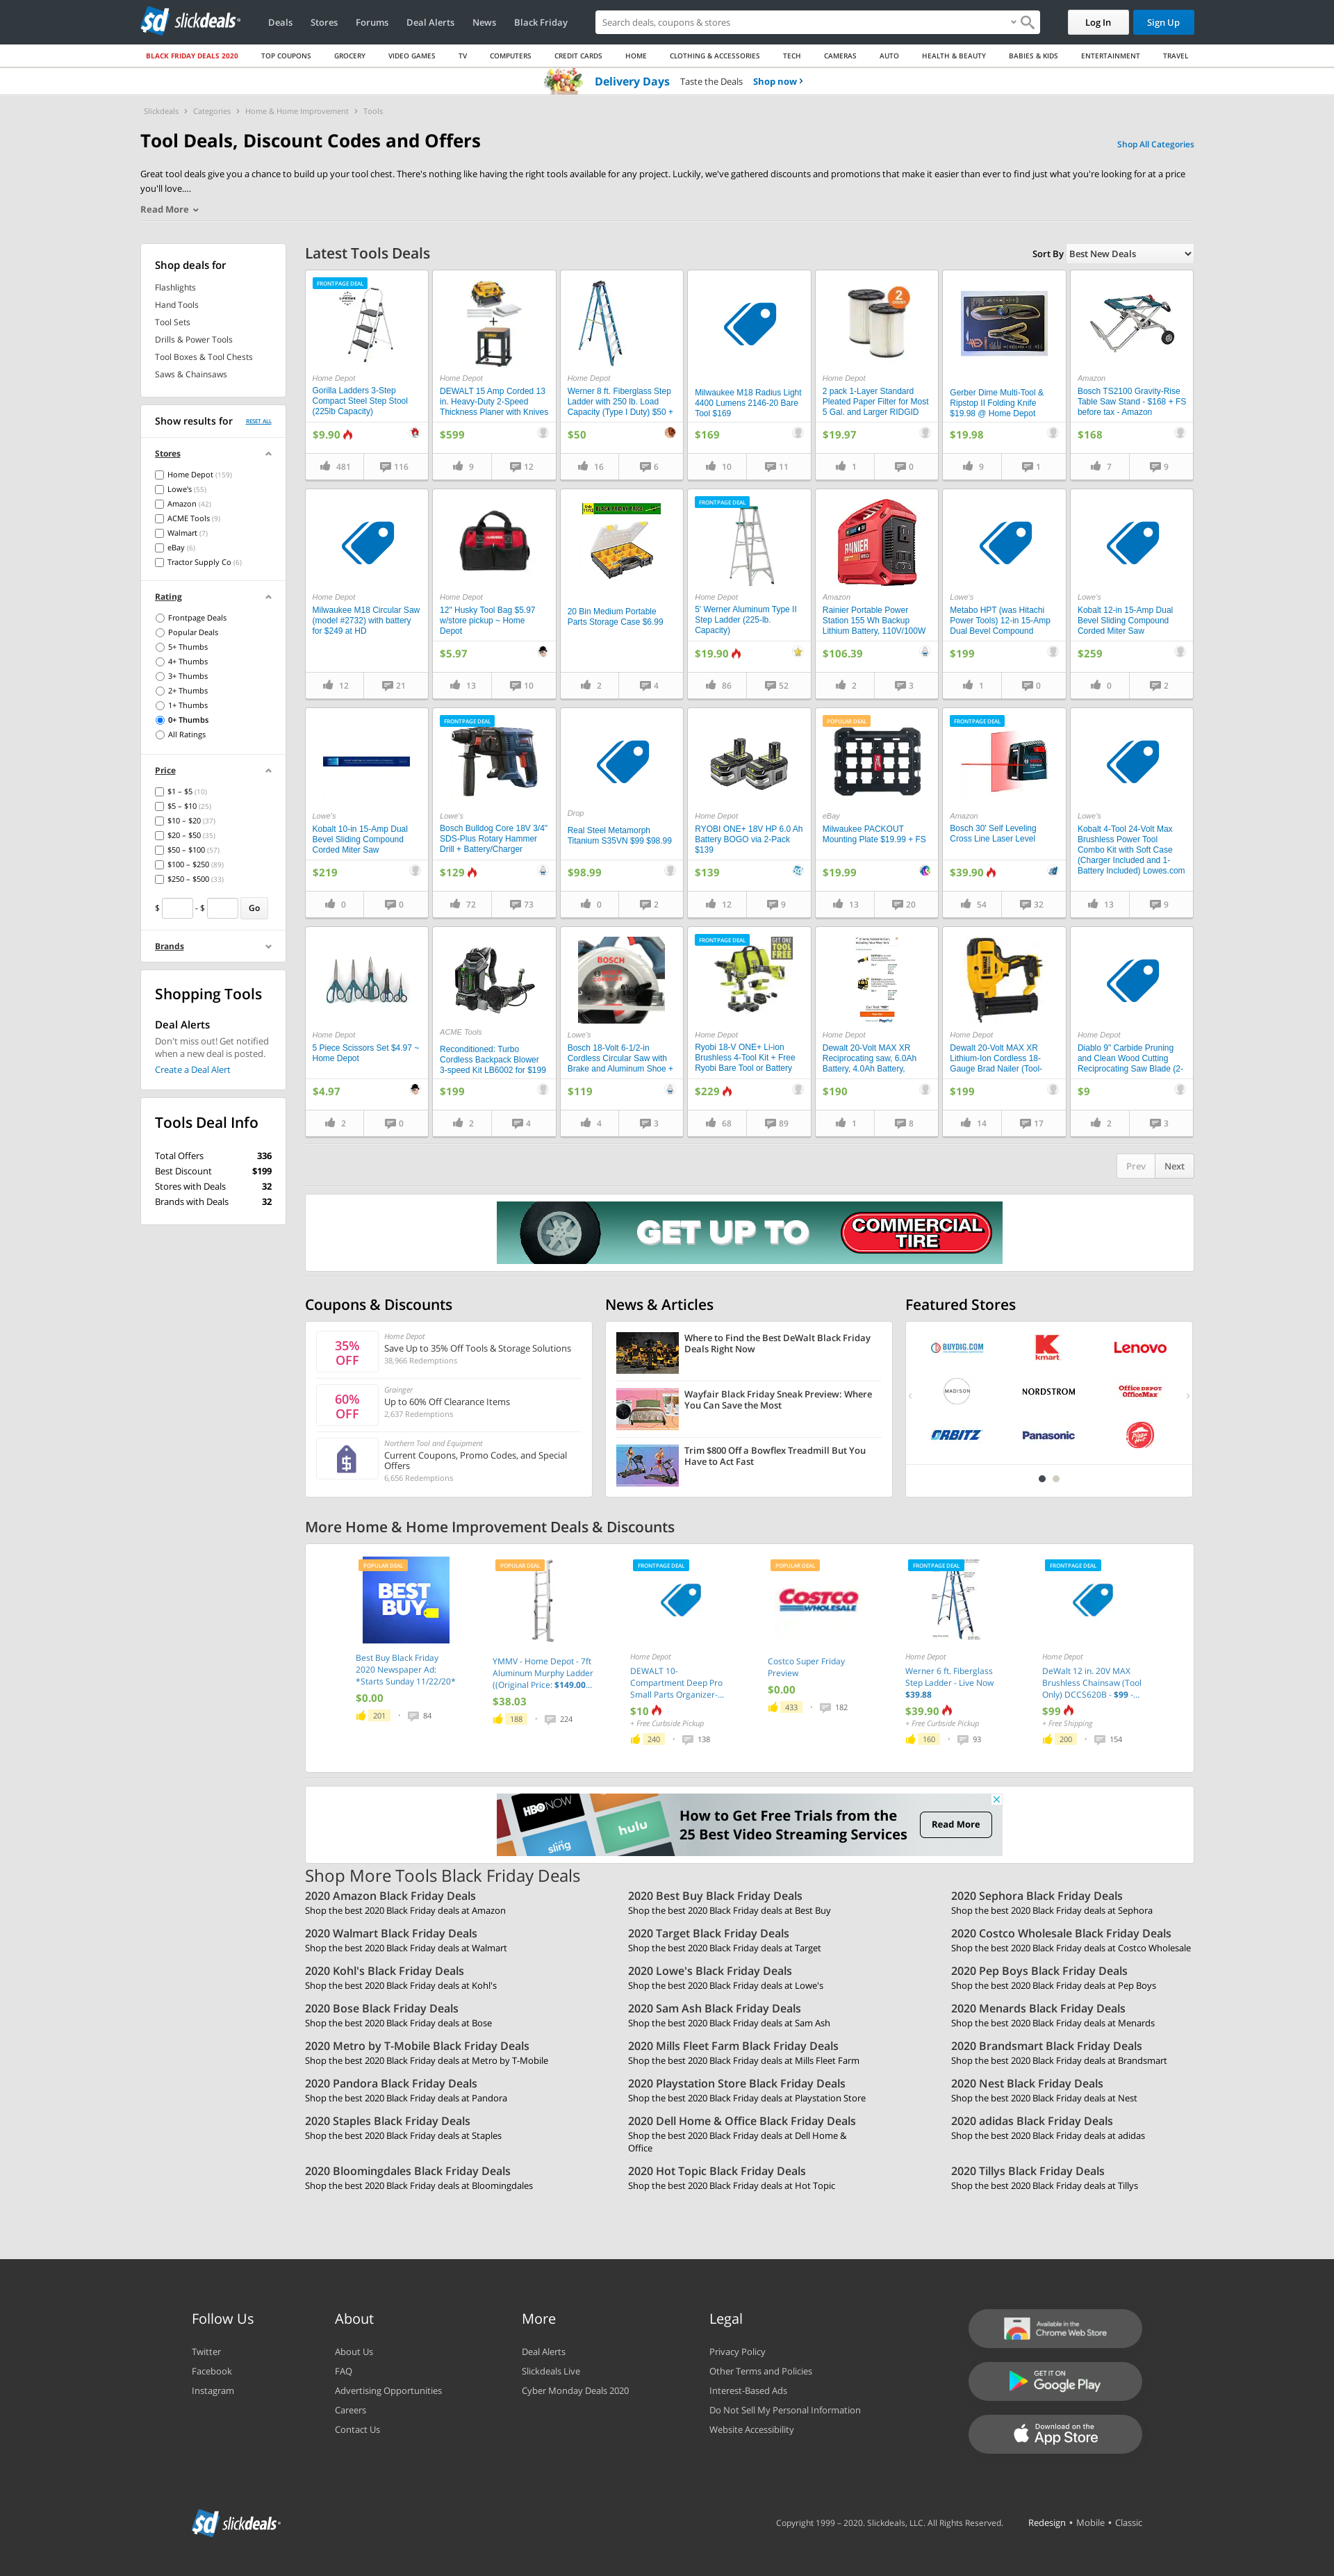 slickdeals
Deals
Stores
Forums
Deal Alerts
News
Black Friday
Search deals, coupons & stores
Log In
Sign Up
BLACK FRIDAY DEALS 2020
TOP COUPONS
GROCERY
VIDEO GAMES
TV
COMPUTERS
CREDIT CARDS
HOME
CLOTHING & ACCESSORIES
TECH
CAMERAS
AUTO
HEALTH & BEAUTY
BABIES & KIDS
ENTERTAINMENT
TRAVEL
Delivery Days Taste the Deals Shop now
Slickdeals > Categories > Home & Home Improvement > Tools
Tool Deals, Discount Codes and Offers
Shop All Categories
Great tool deals give you a chance to build up your tool chest. There's nothing like having the right tools available for any project. Luckily, we've gathered discounts and promotions that make it easier than ever to find just what you're looking for at a price
you'll love....
Read More
Shop deals for
Flashlights
Hand Tools
Tool Sets
Drills & Power Tools
Tool Boxes & Tool Chests
Saws & Chainsaws
Show results for
RESET ALL
Stores
Home Depot (159)
Lowe's (55)
Amazon (42)
ACME Tools (9)
Walmart (7)
eBay (6)
Tractor Supply Co (6)
Rating
Frontpage Deals
Popular Deals
5+ Thumbs
4+ Thumbs
3+ Thumbs
2+ Thumbs
1+ Thumbs
0+ Thumbs
All Ratings
Price
$1 – $5 (10)
$5 – $10 (25)
$10 – $20 (37)
$20 – $50 (35)
$50 – $100 (57)
$100 – $250 (89)
$250 – $500 (33)
$ - $ Go
Brands
Shopping Tools
Deal Alerts
Don't miss out! Get notified
when a new deal is posted.
Create a Deal Alert
Tools Deal Info
Total Offers 336
Best Discount $199
Stores with Deals 32
Brands with Deals 32
Latest Tools Deals
Sort By Best New Deals
FRONTPAGE DEAL
Home Depot
Gorilla Ladders 3-Step
Compact Steel Step Stool
(225lb Capacity)
$9.90
481 116
Home Depot
DEWALT 15 Amp Corded 13
in. Heavy-Duty 2-Speed
Thickness Planer with Knives
$599
9 12
Home Depot
Werner 8 ft. Fiberglass Step
Ladder with 250 lb. Load
Capacity (Type I Duty) $50 +
$50
16 6
Milwaukee M18 Radius Light
4400 Lumens 2146-20 Bare
Tool $169
$169
10 11
2
Home Depot
2 pack 1-Layer Standard
Pleated Paper Filter for Most
5 Gal. and Larger RIDGID
$19.97
1 0
Gerber Dime Multi-Tool &
Ripstop II Folding Knife
$19.98 @ Home Depot
$19.98
9 1
Amazon
Bosch TS2100 Gravity-Rise
Table Saw Stand - $168 + FS
before tax - Amazon
$168
7 9
Home Depot
Milwaukee M18 Circular Saw
(model #2732) with battery
for $249 at HD
12 21
Home Depot
12" Husky Tool Bag $5.97
w/store pickup ~ Home
Depot
$5.97
13 10
20 Bin Medium Portable
Parts Storage Case $6.99
2 4
FRONTPAGE DEAL
Home Depot
5' Werner Aluminum Type II
Step Ladder (225-lb.
Capacity)
$19.90
86 52
RAINIER
Amazon
Rainier Portable Power
Station 155 Wh Backup
Lithium Battery, 110V/100W
$106.39
2 3
Lowe's
Metabo HPT (was Hitachi
Power Tools) 12-in 15-Amp
Dual Bevel Compound
$199
1 0
Lowe's
Kobalt 12-in 15-Amp Dual
Bevel Sliding Compound
Corded Miter Saw
$259
0 2
Lowe's
Kobalt 10-in 15-Amp Dual
Bevel Sliding Compound
Corded Miter Saw
$219
0 0
FRONTPAGE DEAL
Lowe's
Bosch Bulldog Core 18V 3/4"
SDS-Plus Rotary Hammer
Drill + Battery/Charger
$129
72 73
Drop
Real Steel Metamorph
Titanium S35VN $99 $98.99
$98.99
0 2
Home Depot
RYOBI ONE+ 18V HP 6.0 Ah
Battery BOGO via 2-Pack
$139
$139
12 9
POPULAR DEAL
eBay
Milwaukee PACKOUT
Mounting Plate $19.99 + FS
$19.99
13 20
FRONTPAGE DEAL
Amazon
Bosch 30' Self Leveling
Cross Line Laser Level
$39.90
54 32
Lowe's
Kobalt 4-Tool 24-Volt Max
Brushless Power Tool
Combo Kit with Soft Case
(Charger Included and 1-
Battery Included) Lowes.com
13 9
Home Depot
5 Piece Scissors Set $4.97 ~
Home Depot
$4.97
2 0
ACME Tools
Reconditioned: Turbo
Cordless Backpack Blower
3-speed Kit LB6002 for $199
$199
2 4
BOSCH
Lowe's
Bosch 18-Volt 6-1/2-in
Cordless Circular Saw with
Brake and Aluminum Shoe +
$119
4 3
FRONTPAGE DEAL
GET ONE
TOOL
FREE
Home Depot
Ryobi 18-V ONE+ Li-ion
Brushless 4-Tool Kit + Free
Ryobi Bare Tool or Battery
$229
68 89
Home Depot
Dewalt 20-Volt MAX XR
Reciprocating saw, 6.0Ah
Battery, 4.0Ah Battery,
$190
1 8
Home Depot
Dewalt 20-Volt MAX XR
Lithium-Ion Cordless 18-
Gauge Brad Nailer (Tool-
$199
14 17
Home Depot
Diablo 9" Carbide Pruning
and Clean Wood Cutting
Reciprocating Saw Blade (2-
$9
2 3
Prev Next
GET UP TO
COMMERCIAL
TIRE
Coupons & Discounts
35%
OFF
Home Depot
Save Up to 35% Off Tools & Storage Solutions
38,966 Redemptions
60%
OFF
Grainger
Up to 60% Off Clearance Items
2,637 Redemptions
Northern Tool and Equipment
Current Coupons, Promo Codes, and Special
Offers
6,656 Redemptions
News & Articles
Where to Find the Best DeWalt Black Friday
Deals Right Now
Wayfair Black Friday Sneak Preview: Where
You Can Save the Most
Trim $800 Off a Bowflex Treadmill But You
Have to Act Fast
Featured Stores
BUYDIG.COM
kmart
Lenovo
MADISON
NORDSTROM
Office DEPOT
OfficeMax
ORBITZ
Panasonic
Pizza Hut
More Home & Home Improvement Deals & Discounts
POPULAR DEAL
BEST
BUY
Best Buy Black Friday
2020 Newspaper Ad:
*Starts Sunday 11/22/20*
$0.00
201 • 84
POPULAR DEAL
YMMV - Home Depot - 7ft
Aluminum Murphy Ladder
((Original Price: $149.00...
$38.03
188 • 224
FRONTPAGE DEAL
Home Depot
DEWALT 10-
Compartment Deep Pro
Small Parts Organizer-...
$10
+ Free Curbside Pickup
240 • 138
POPULAR DEAL
COSTCO
WHOLESALE
Costco Super Friday
Preview
$0.00
433 • 182
FRONTPAGE DEAL
Home Depot
Werner 6 ft. Fiberglass
Step Ladder - Live Now
$39.88
$39.90
+ Free Curbside Pickup
160 • 93
FRONTPAGE DEAL
Home Depot
DeWalt 12 in. 20V MAX
Brushless Chainsaw (Tool
Only) DCCS620B - $99 -...
$99
+ Free Shipping
200 • 154
HBO NOW
hulu
sling
How to Get Free Trials from the
25 Best Video Streaming Services
Read More
Shop More Tools Black Friday Deals
2020 Amazon Black Friday Deals
Shop the best 2020 Black Friday deals at Amazon
2020 Best Buy Black Friday Deals
Shop the best 2020 Black Friday deals at Best Buy
2020 Sephora Black Friday Deals
Shop the best 2020 Black Friday deals at Sephora
2020 Walmart Black Friday Deals
Shop the best 2020 Black Friday deals at Walmart
2020 Target Black Friday Deals
Shop the best 2020 Black Friday deals at Target
2020 Costco Wholesale Black Friday Deals
Shop the best 2020 Black Friday deals at Costco Wholesale
2020 Kohl's Black Friday Deals
Shop the best 2020 Black Friday deals at Kohl's
2020 Lowe's Black Friday Deals
Shop the best 2020 Black Friday deals at Lowe's
2020 Pep Boys Black Friday Deals
Shop the best 2020 Black Friday deals at Pep Boys
2020 Bose Black Friday Deals
Shop the best 2020 Black Friday deals at Bose
2020 Sam Ash Black Friday Deals
Shop the best 2020 Black Friday deals at Sam Ash
2020 Menards Black Friday Deals
Shop the best 2020 Black Friday deals at Menards
2020 Metro by T-Mobile Black Friday Deals
Shop the best 2020 Black Friday deals at Metro by T-Mobile
2020 Mills Fleet Farm Black Friday Deals
Shop the best 2020 Black Friday deals at Mills Fleet Farm
2020 Brandsmart Black Friday Deals
Shop the best 2020 Black Friday deals at Brandsmart
2020 Pandora Black Friday Deals
Shop the best 2020 Black Friday deals at Pandora
2020 Playstation Store Black Friday Deals
Shop the best 2020 Black Friday deals at Playstation Store
2020 Nest Black Friday Deals
Shop the best 2020 Black Friday deals at Nest
2020 Staples Black Friday Deals
Shop the best 2020 Black Friday deals at Staples
2020 Dell Home & Office Black Friday Deals
Shop the best 2020 Black Friday deals at Dell Home &
Office
2020 adidas Black Friday Deals
Shop the best 2020 Black Friday deals at adidas
2020 Bloomingdales Black Friday Deals
Shop the best 2020 Black Friday deals at Bloomingdales
2020 Hot Topic Black Friday Deals
Shop the best 2020 Black Friday deals at Hot Topic
2020 Tillys Black Friday Deals
Shop the best 2020 Black Friday deals at Tillys
Follow Us
Twitter
Facebook
Instagram
About
About Us
FAQ
Advertising Opportunities
Careers
Contact Us
More
Deal Alerts
Slickdeals Live
Cyber Monday Deals 2020
Legal
Privacy Policy
Other Terms and Policies
Interest-Based Ads
Do Not Sell My Personal Information
Website Accessibility
Available in the
Chrome Web Store
GET IT ON
Google Play
Download on the
App Store
slickdeals
Copyright 1999 – 2020. Slickdeals, LLC. All Rights Reserved.
Redesign • Mobile • Classic